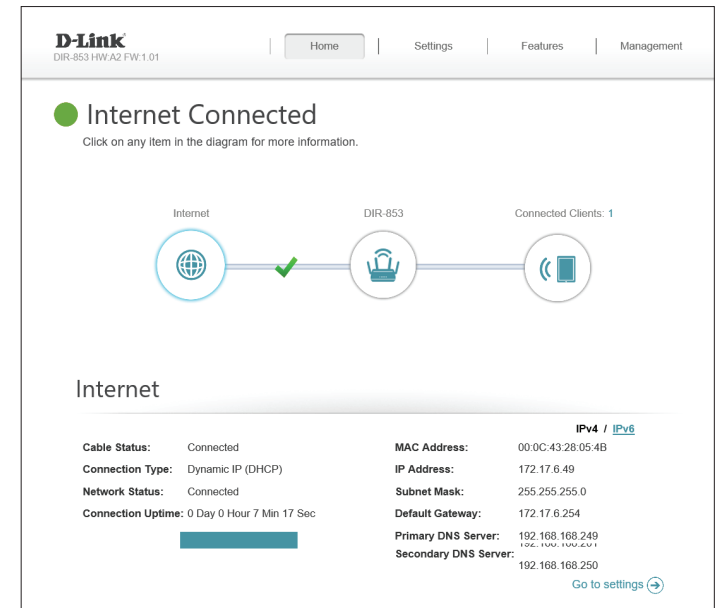 D-Link
DIR-853 HW:A2 FW:1.01
Home
Settings
Features
Management
Internet Connected
Click on any item in the diagram for more information.
Internet
DIR-853
Connected Clients: 1
Internet
IPv4 / IPv6
Cable Status: Connected
Connection Type: Dynamic IP (DHCP)
Network Status: Connected
Connection Uptime: 0 Day 0 Hour 7 Min 17 Sec
MAC Address: 00:0C:43:28:05:4B
IP Address: 172.17.6.49
Subnet Mask: 255.255.255.0
Default Gateway: 172.17.6.254
Primary DNS Server: 192.168.168.249
Secondary DNS Server:
192.168.168.250
Go to settings